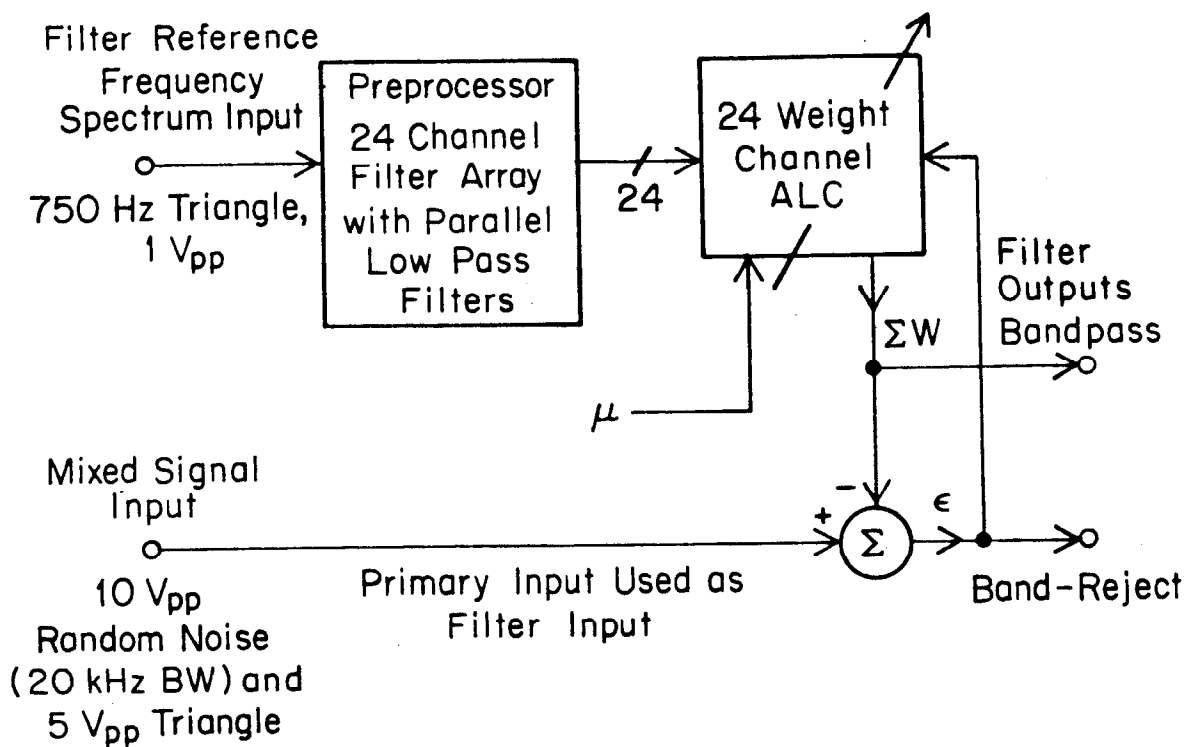 Filter Reference
Frequency
Spectrum Input
750 Hz Triangle,
1 Vpp
Preprocessor
24 Channel
Filter Array
with Parallel
Low Pass
Filters
24
24 Weight
Channel
ALC
Filter
Outputs
Bandpass
ΣW
μ
Mixed Signal
Input
10 Vpp
Random Noise
(20 kHz BW) and
5 Vpp Triangle
Primary Input Used as
Filter Input
-
+
Σ
ϵ
Band-Reject